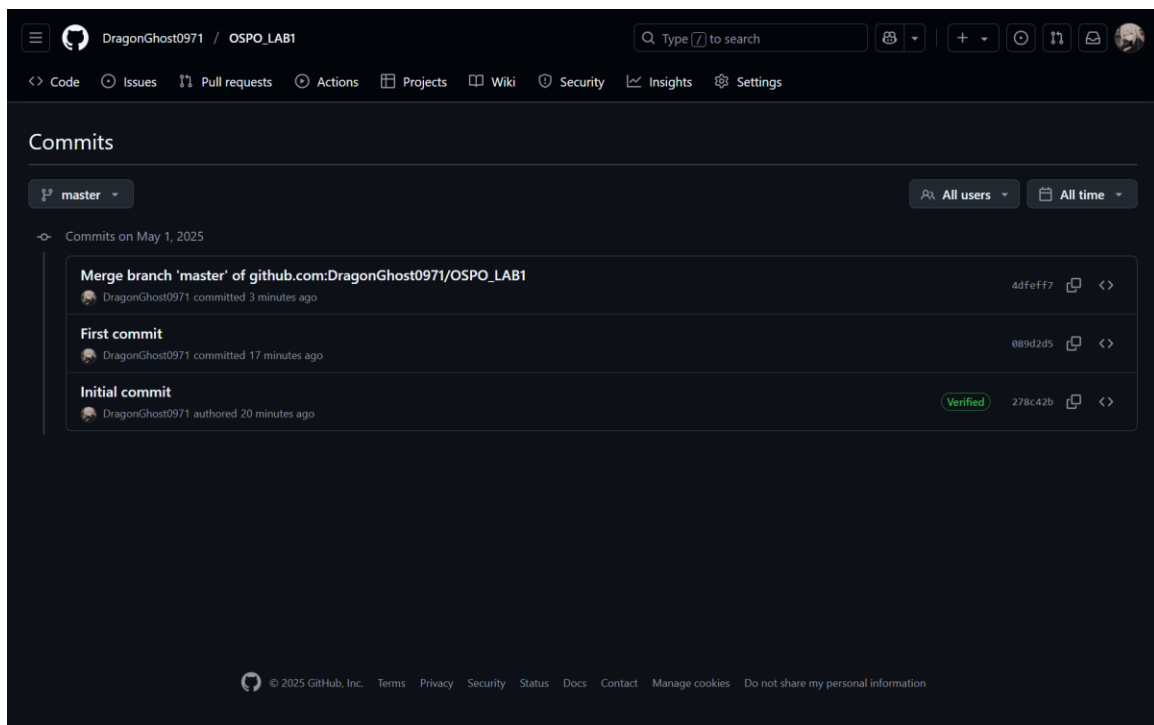 DragonGhost0971 / OSPO_LAB1 Type / to search
Code Issues Pull requests Actions Projects Wiki Security Insights Settings
Commits
master All users All time
Commits on May 1, 2025
Merge branch 'master' of github.com:DragonGhost0971/OSPO_LAB1
DragonGhost0971 committed 3 minutes ago 4dfeff7
First commit
DragonGhost0971 committed 17 minutes ago 089d2d5
Initial commit
DragonGhost0971 authored 20 minutes ago Verified 278c42b
© 2025 GitHub, Inc. Terms Privacy Security Status Docs Contact Manage cookies Do not share my personal information